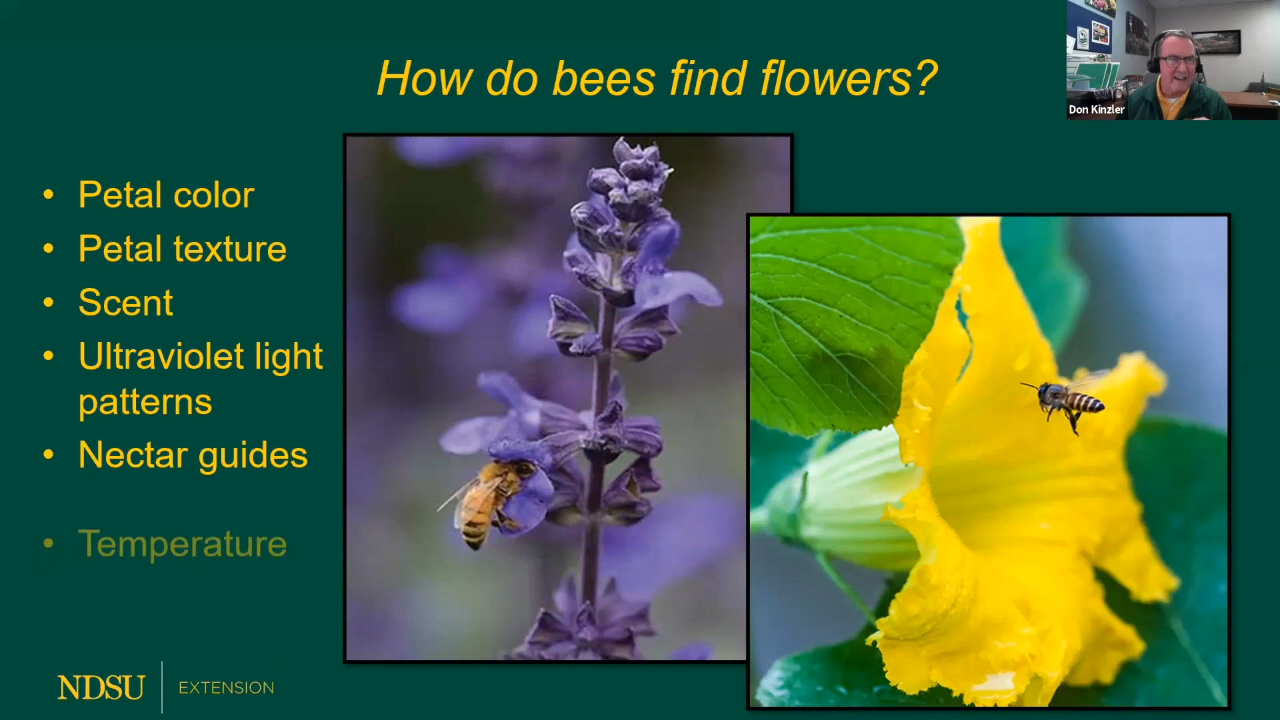 How do bees find flowers?
Don Kinzler
• Petal color
• Petal texture
• Scent
• Ultraviolet light
patterns
• Nectar guides
• Temperature
NDSU EXTENSION